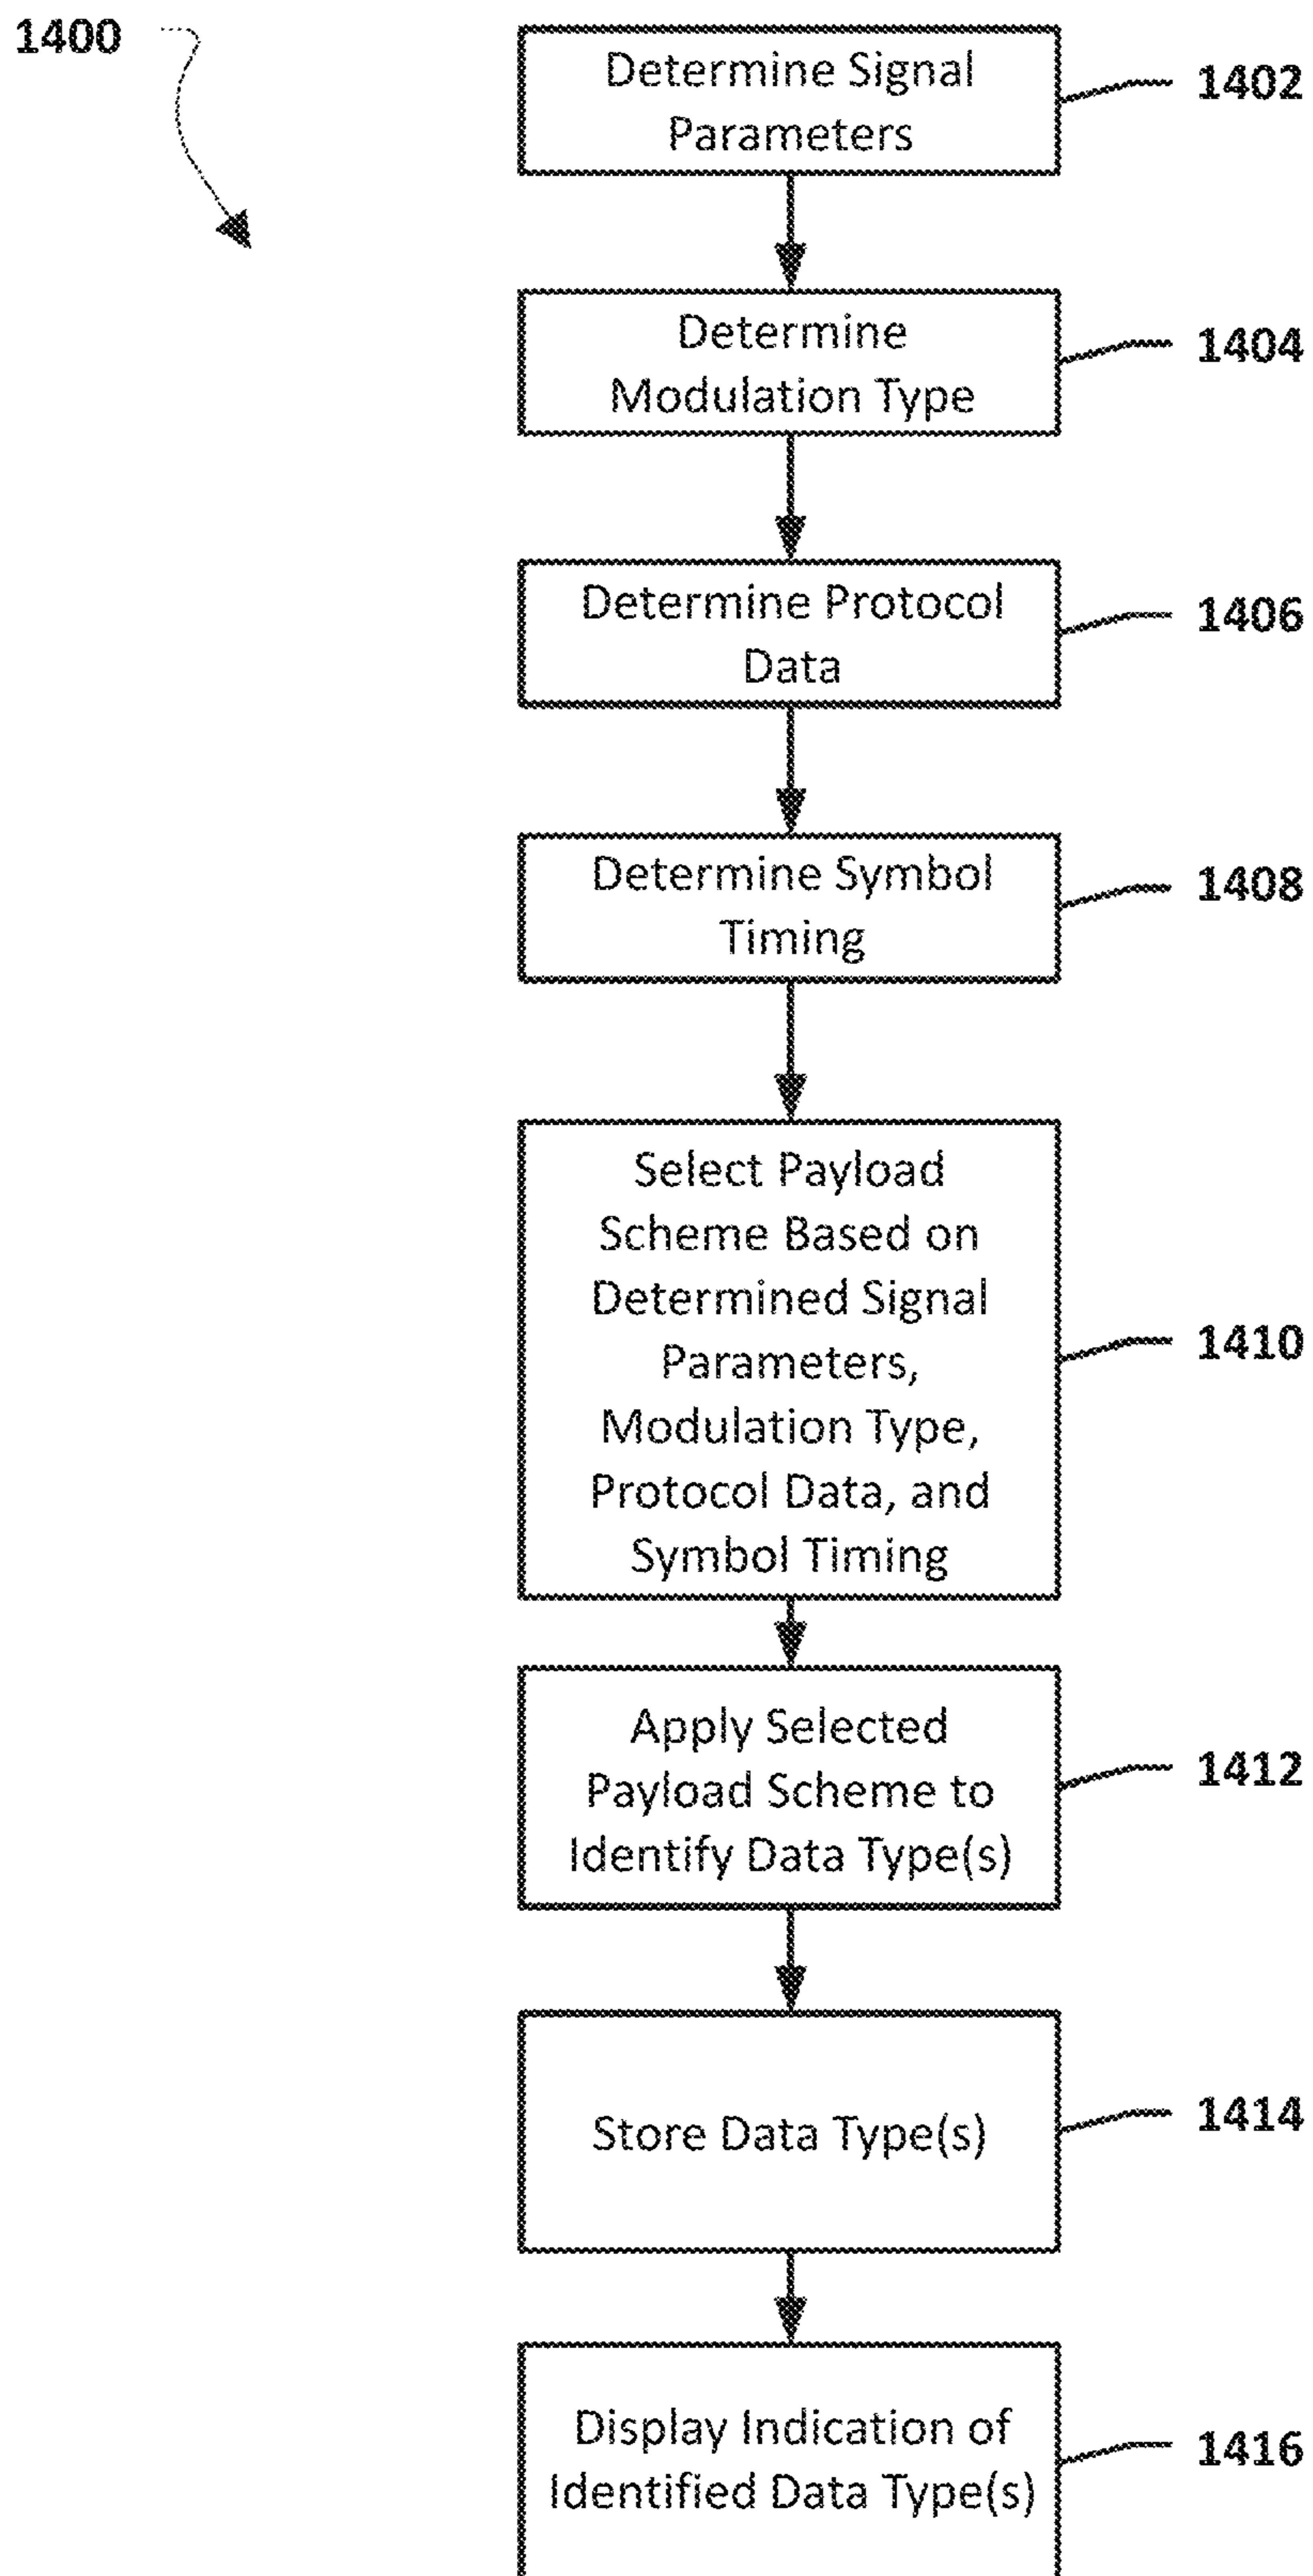 1400
Determine Signal
Parameters
1402
Determine
Modulation Type
1404
Determine Protocol
Data
1406
Determine Symbol
Timing
1408
Select Payload
Scheme Based on
Determined Signal
Parameters,
Modulation Type,
Protocol Data, and
Symbol Timing
1410
Apply Selected
Payload Scheme to
Identify Data Type(s)
1412
Store Data Type(s)
1414
Display Indication of
Identified Data Type(s)
1416